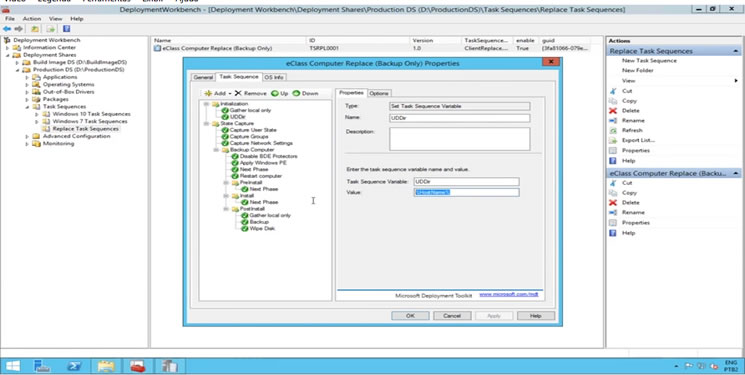 DeploymentWorkbench - [Deployment Workbench\Deployment Shares\Production DS (D:\ProductionDS)\Task Sequences\Replace Task Sequences]
File Action View Help
Deployment Workbench
Information Center
Deployment Shares
Build Image DS (D:\BuildImageDS)
Production DS (D:\ProductionDS)
Applications
Operating Systems
Out-of-Box Drivers
Packages
Task Sequences
Windows 10 Task Sequences
Windows 7 Task Sequences
Replace Task Sequences
Advanced Configuration
Monitoring
Name ID Version TaskSequence... enable guid
eClass Computer Replace (Backup Only) TSRPL0001 1.0 ClientReplace,... True {3fa81066-079e...
eClass Computer Replace (Backup Only) Properties
General Task Sequence OS Info
Add Remove Up Down
Initialization
Gather local only
UDDir
State Capture
Capture User State
Capture Groups
Capture Network Settings
Backup Computer
Disable BDE Protectors
Apply Windows PE
Next Phase
Restart computer
PreInstall
Next Phase
Install
Next Phase
PostInstall
Gather local only
Backup
Wipe Disk
Properties Options
Type: Set Task Sequence Variable
Name: UDDir
Description:
Enter the task sequence variable name and value.
Task Sequence Variable: UDDir
Value:
Microsoft Deployment Toolkit www.microsoft.com/mdt
OK Cancel Apply Help
Actions
Replace Task Sequences
New Task Sequence
New Folder
View
Cut
Copy
Delete
Rename
Refresh
Export List...
Properties
Help
eClass Computer Replace (Backu...
Cut
Copy
Delete
Rename
Properties
Help
ENG
PTB2